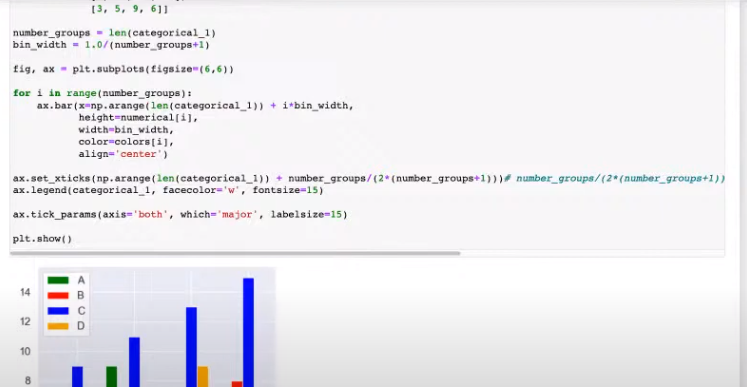 [3, 5, 9, 6]]
number_groups = len(categorical_1)
bin_width = 1.0/(number_groups+1)
fig, ax = plt.subplots(figsize=(6,6))
for i in range(number_groups):
    ax.bar(x=np.arange(len(categorical_1)) + i*bin_width,
           height=numerical[i],
           width=bin_width,
           color=colors[i],
           align='center')
ax.set_xticks(np.arange(len(categorical_1)) + number_groups/(2*(number_groups+1)))# number_groups/(2*(number_groups+1))
ax.legend(categorical_1, facecolor='w', fontsize=15)
ax.tick_params(axis='both', which='major', labelsize=15)
plt.show()
A
B
C
D
14
12
10
8